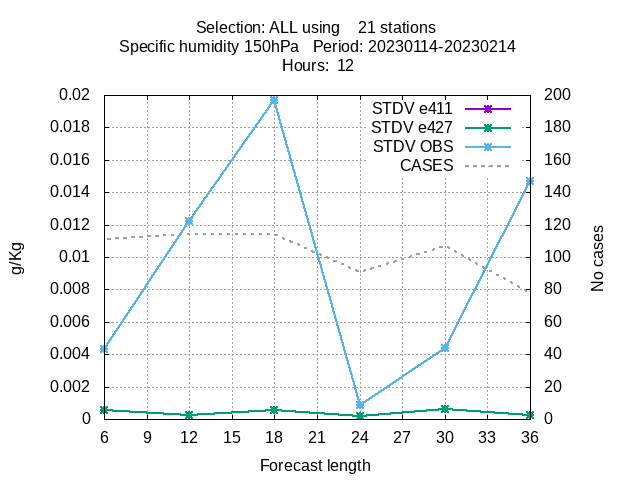 Selection: ALL using    21 stations
Specific humidity 150hPa   Period: 20230114-20230214
Hours:  12
STDV e411
STDV e427
STDV OBS
CASES
0.02
0.018
0.016
0.014
0.012
0.01
0.008
0.006
0.004
0.002
0
200
180
160
140
120
100
80
60
40
20
0
g/Kg
No cases
6 9 12 15 18 21 24 27 30 33 36
Forecast length